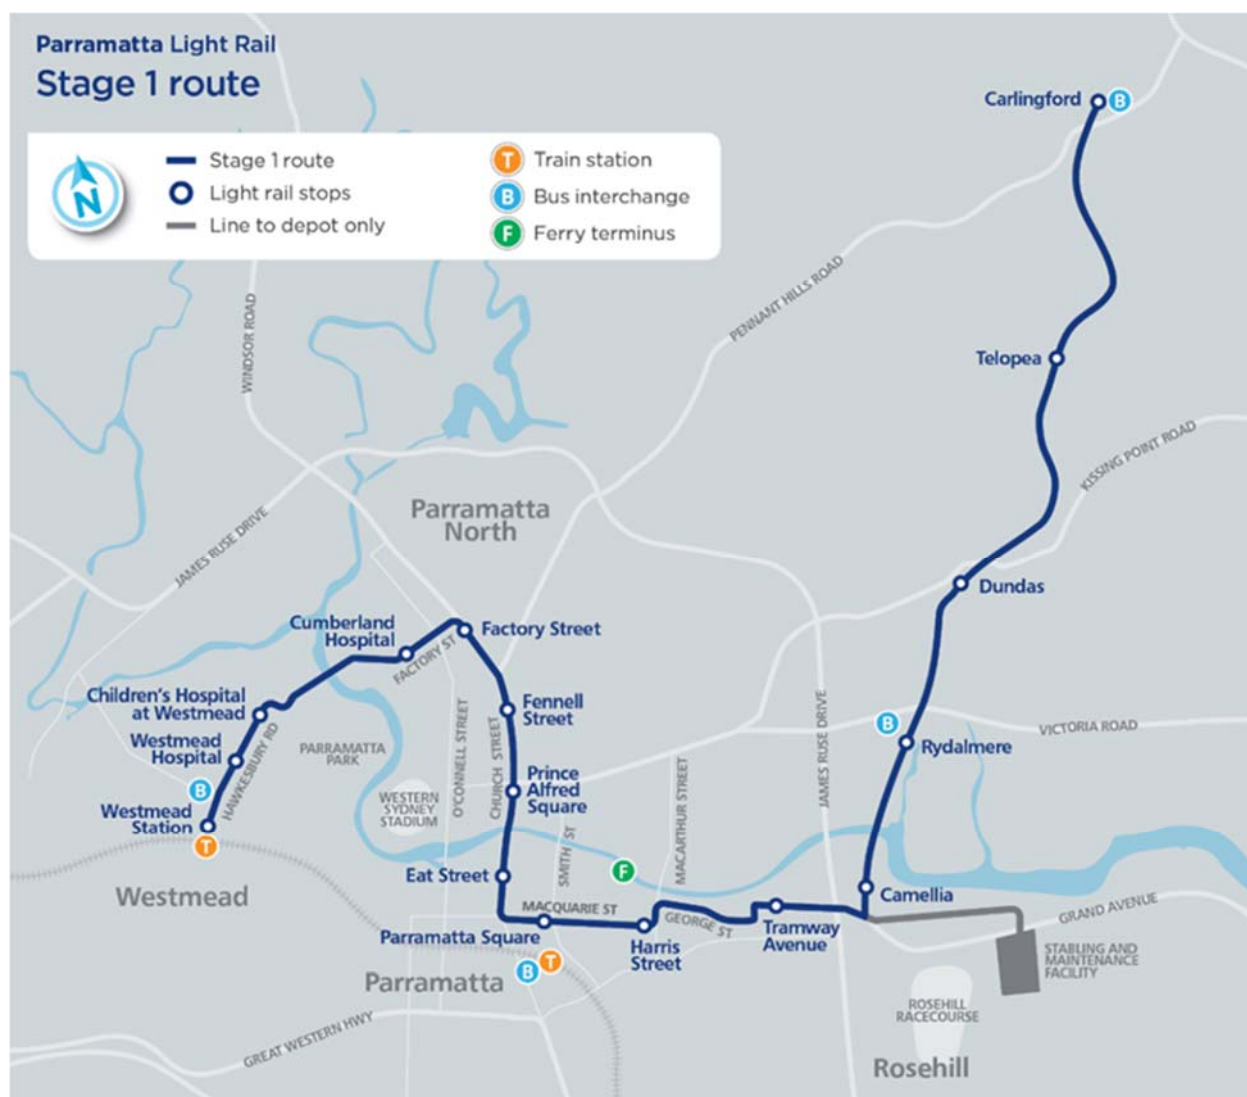 Parramatta Light Rail
Stage 1 route
N
Stage 1 route
Light rail stops
Line to depot only
T Train station
B Bus interchange
F Ferry terminus
Carlingford B
WINDSOR ROAD
PENNANT HILLS ROAD
Telopea
KISSING POINT ROAD
JAMES RUSE DRIVE
Parramatta
North
Dundas
Cumberland
Hospital
Factory Street
FACTORY ST
Children's Hospital
at Westmead
Fennell
Street
Westmead
Hospital
HAWKESBURY RD
PARRAMATTA
PARK
O'CONNELL STREET
CHURCH STREET
JAMES RUSE DRIVE
B
Rydalmere
VICTORIA ROAD
B
Westmead
Station
T
WESTERN
SYDNEY
STADIUM
Prince
Alfred
Square
SMITH ST
MACARTHUR STREET
Westmead
Eat Street
F
Camellia
MACQUARIE ST
GEORGE ST
GRAND AVENUE
Parramatta Square
Harris
Street
Tramway
Avenue
STABLING AND
MAINTENANCE
FACILITY
B T
Parramatta
ROSEHILL
RACECOURSE
GREAT WESTERN HWY
Rosehill